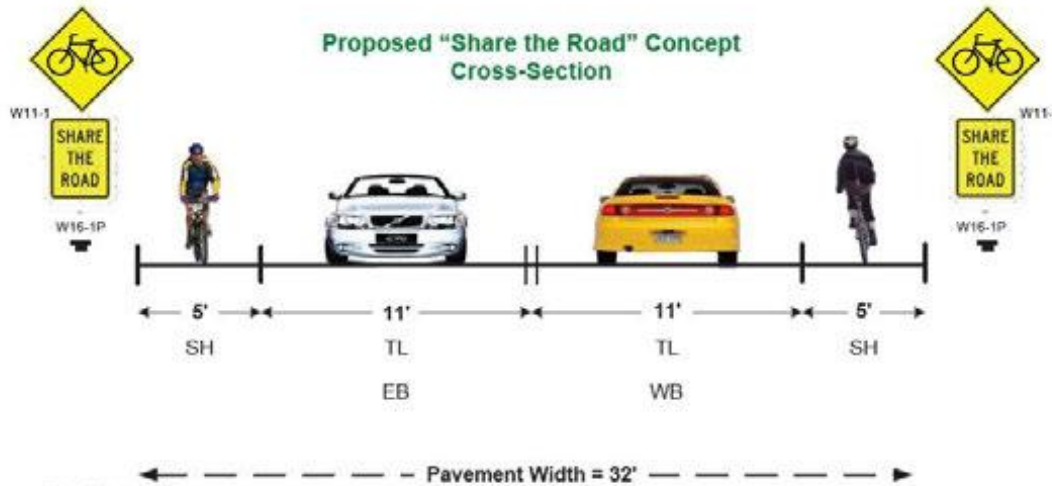 Proposed “Share the Road” Concept
Cross-Section
W11-1
SHARE
THE
ROAD
W16-1P
W11-
SHARE
THE
ROAD
W16-1P
5' 11' 11' 5'
SH TL TL SH
EB WB
Pavement Width = 32'